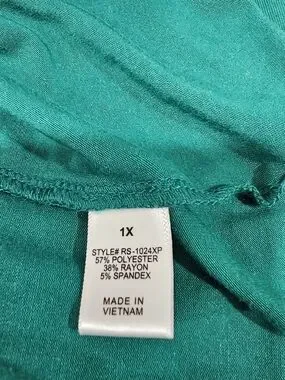 1X
STYLE# RS-1024XP
57% POLYESTER
38% RAYON
5% SPANDEX
MADE IN
VIETNAM